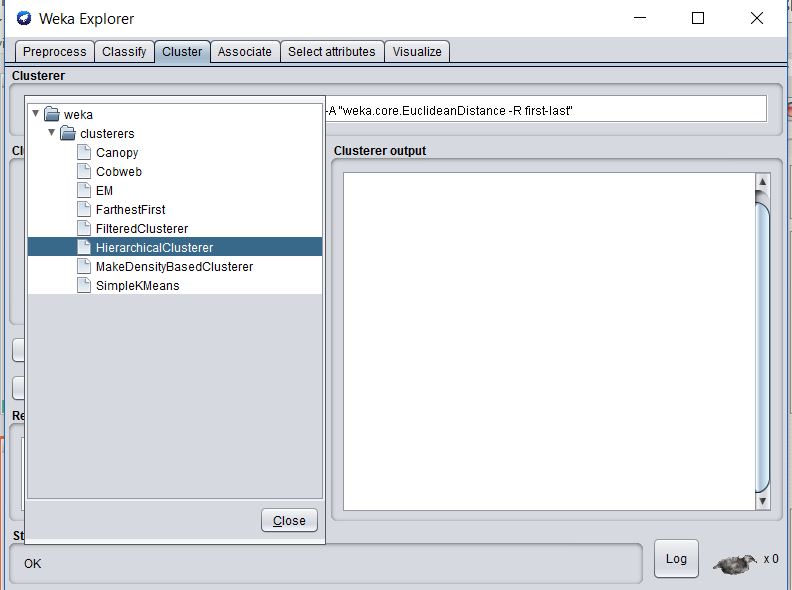 Weka Explorer
Preprocess Classify Cluster Associate Select attributes Visualize
Clusterer
-A "weka.core.EuclideanDistance -R first-last"
weka
clusterers
Canopy
Cobweb
EM
FarthestFirst
FilteredClusterer
HierarchicalClusterer
MakeDensityBasedClusterer
SimpleKMeans
Close
Cl
Clusterer output
Re
St
OK
Log
x 0